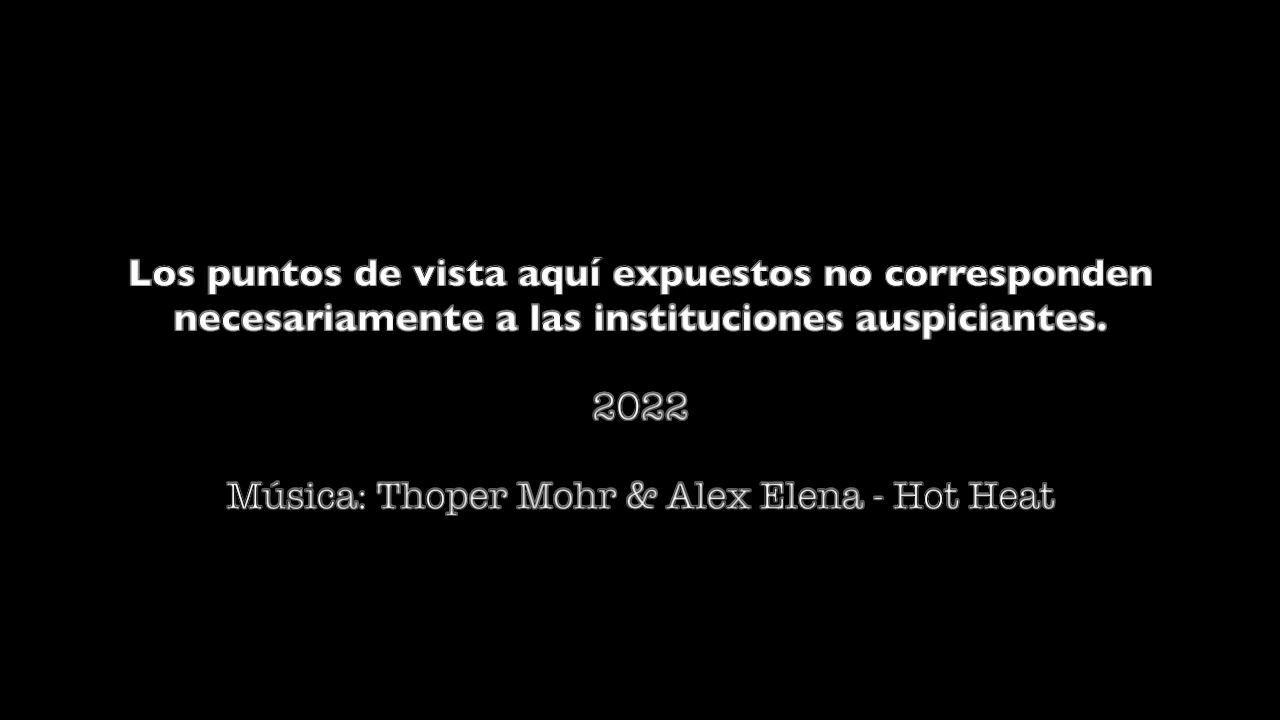 Los puntos de vista aquí expuestos no corresponden
necesariamente a las instituciones auspiciantes.
2022
Música: Thoper Mohr & Alex Elena - Hot Heat